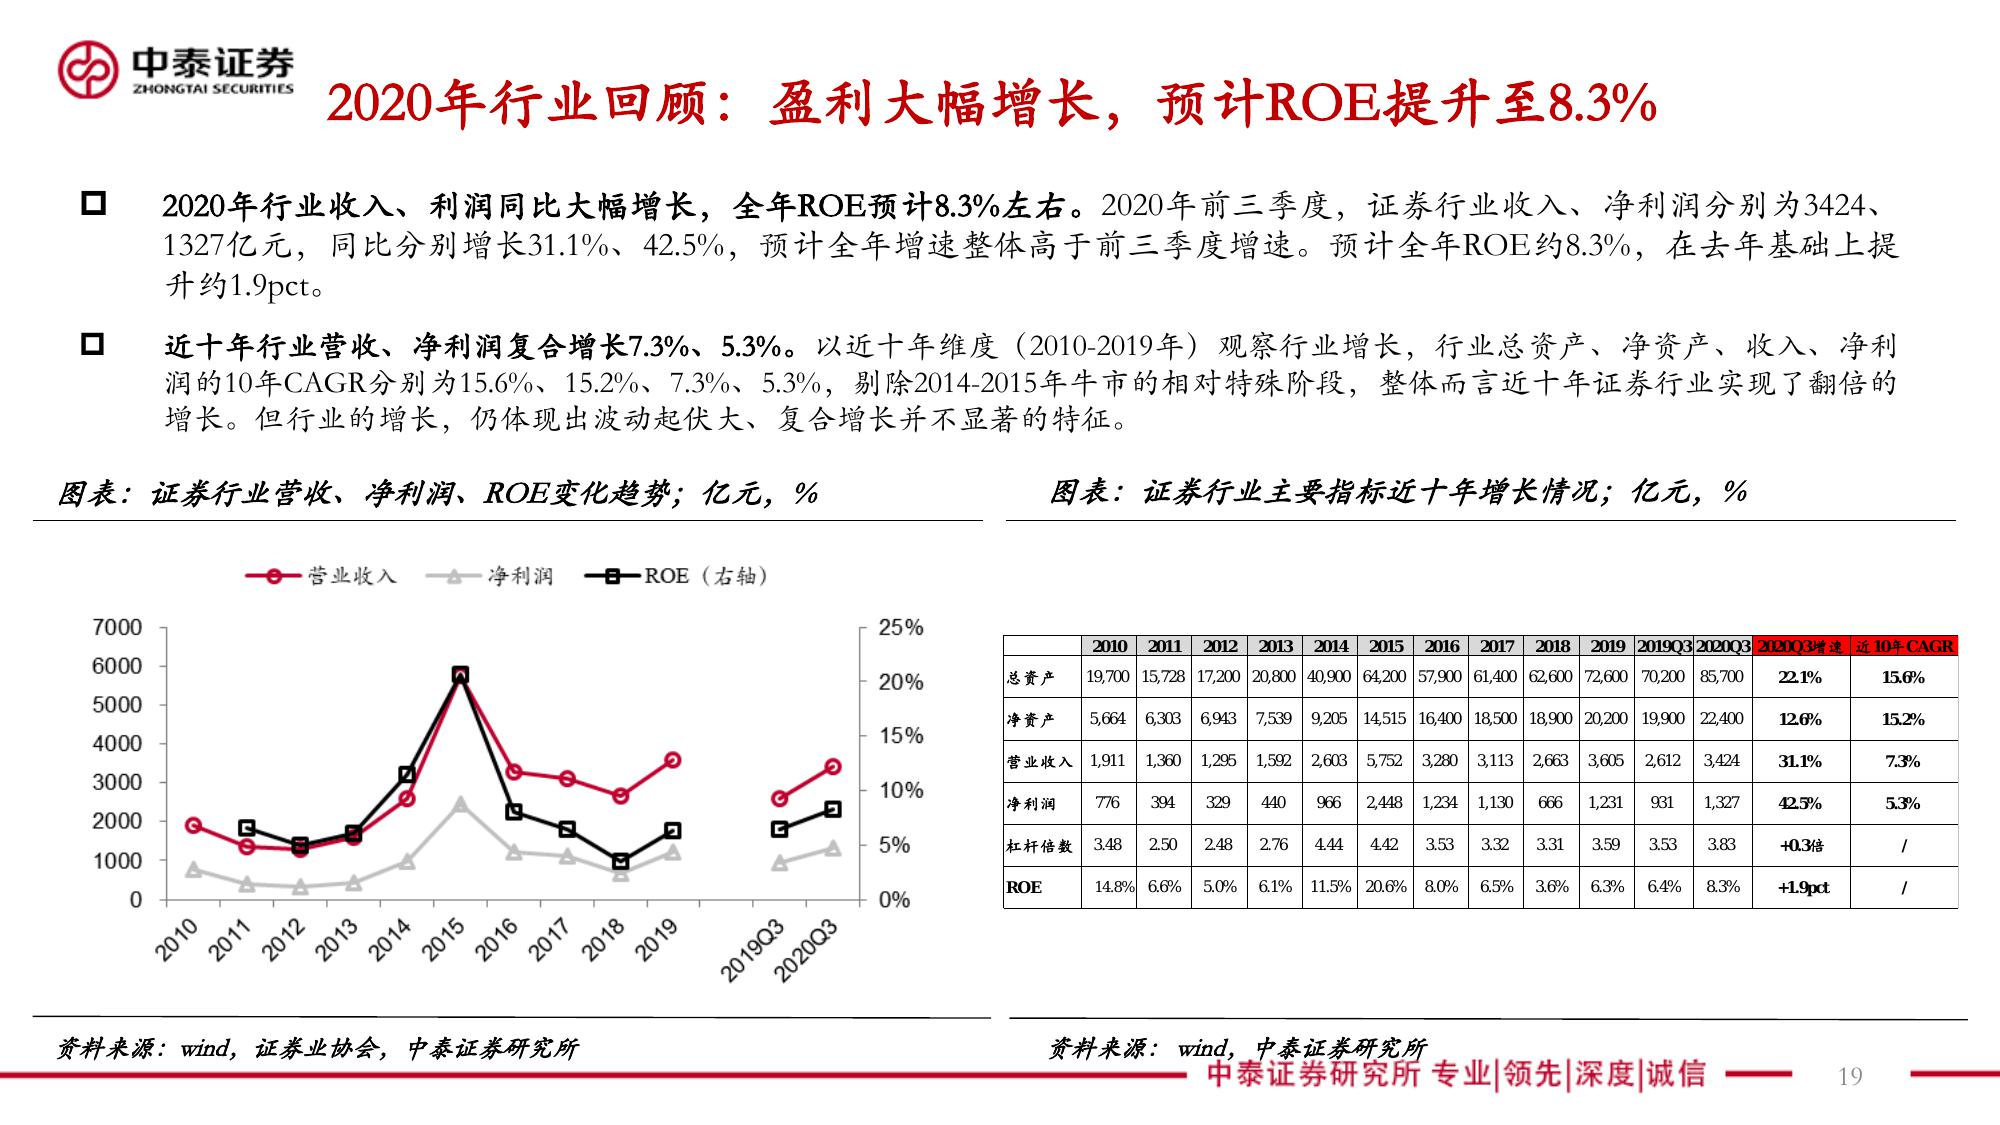 中泰证券
ZHONGTAI SECURITIES
2020年行业回顾：盈利大幅增长，预计ROE提升至8.3%
2020年行业收入、利润同比大幅增长，全年ROE预计8.3%左右。2020年前三季度，证券行业收入、净利润分别为3424、
1327亿元，同比分别增长31.1%、42.5%，预计全年增速整体高于前三季度增速。预计全年ROE约8.3%，在去年基础上提
升约1.9pct。
近十年行业营收、净利润复合增长7.3%、5.3%。以近十年维度（2010-2019年）观察行业增长，行业总资产、净资产、收入、净利
润的10年CAGR分别为15.6%、15.2%、7.3%、5.3%，剔除2014-2015年牛市的相对特殊阶段，整体而言近十年证券行业实现了翻倍的
增长。但行业的增长，仍体现出波动起伏大、复合增长并不显著的特征。
图表：证券行业营收、净利润、ROE变化趋势；亿元，%
营业收入 净利润 ROE（右轴）
7000 25%
6000 20%
5000
4000 15%
3000 10%
2000 5%
1000
0 0%
2010 2011 2012 2013 2014 2015 2016 2017 2018 2019 2019Q3 2020Q3
资料来源：wind，证券业协会，中泰证券研究所
图表：证券行业主要指标近十年增长情况；亿元，%
2010 2011 2012 2013 2014 2015 2016 2017 2018 2019 2019Q3 2020Q3 2020Q3增速 近10年CAGR
总资产 19,700 15,728 17,200 20,800 40,900 64,200 57,900 61,400 62,600 72,600 70,200 85,700 22.1% 15.6%
净资产 5,664 6,303 6,943 7,539 9,205 14,515 16,400 18,500 18,900 20,200 19,900 22,400 12.6% 15.2%
营业收入 1,911 1,360 1,295 1,592 2,603 5,752 3,280 3,113 2,663 3,605 2,612 3,424 31.1% 7.3%
净利润 776 394 329 440 966 2,448 1,234 1,130 666 1,231 931 1,327 42.5% 5.3%
杠杆倍数 3.48 2.50 2.48 2.76 4.44 4.42 3.53 3.32 3.31 3.59 3.53 3.83 +0.3倍 /
ROE 14.8% 6.6% 5.0% 6.1% 11.5% 20.6% 8.0% 6.5% 3.6% 6.3% 6.4% 8.3% +1.9pct /
资料来源：wind，中泰证券研究所
中泰证券研究所 专业|领先|深度|诚信
19